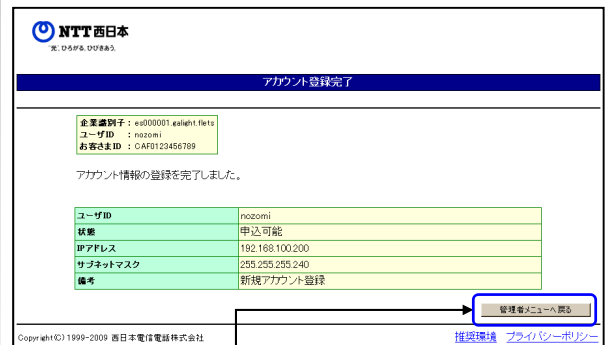 NTT西日本
光、ひろがる。ひびきあう。
アカウント登録完了
企業識別子：es000001.ealight.flets
ユーザID ：nozomi
お客さまID：CAF0123456789
アカウント情報の登録を完了しました。
ユーザID nozomi
状態 申込可能
IPアドレス 192.168.100.200
サブネットマスク 255.255.255.240
備考 新規アカウント登録
管理者メニューへ戻る
Copyright(C) 1999-2009 西日本電信電話株式会社 推奨環境 プライバシーポリシー